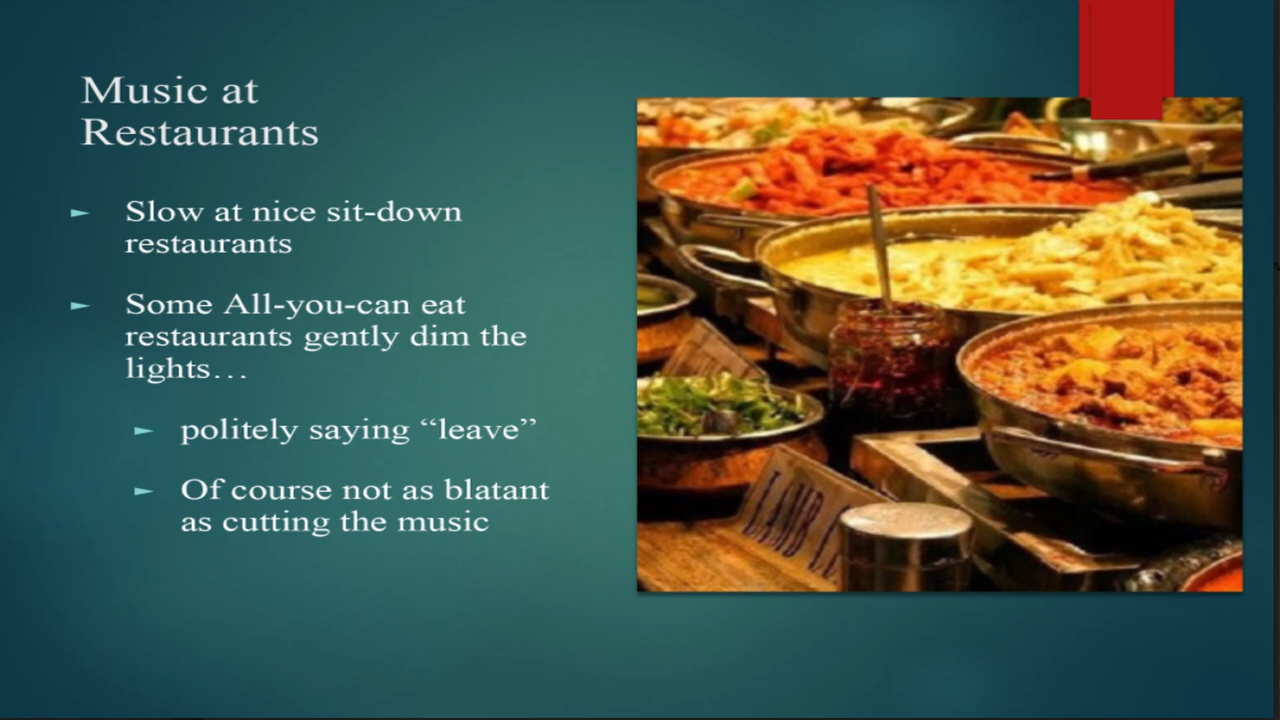 Music at
Restaurants
► Slow at nice sit-down
restaurants
► Some All-you-can eat
restaurants gently dim the
lights…
► politely saying “leave”
► Of course not as blatant
as cutting the music
LAMB